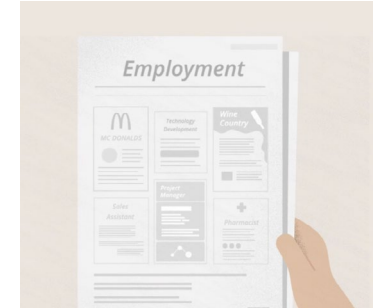 Employment
MC DONALDS
Technology
Development
Wine
Country
Sales
Assistant
Project
Manager
Pharmacist